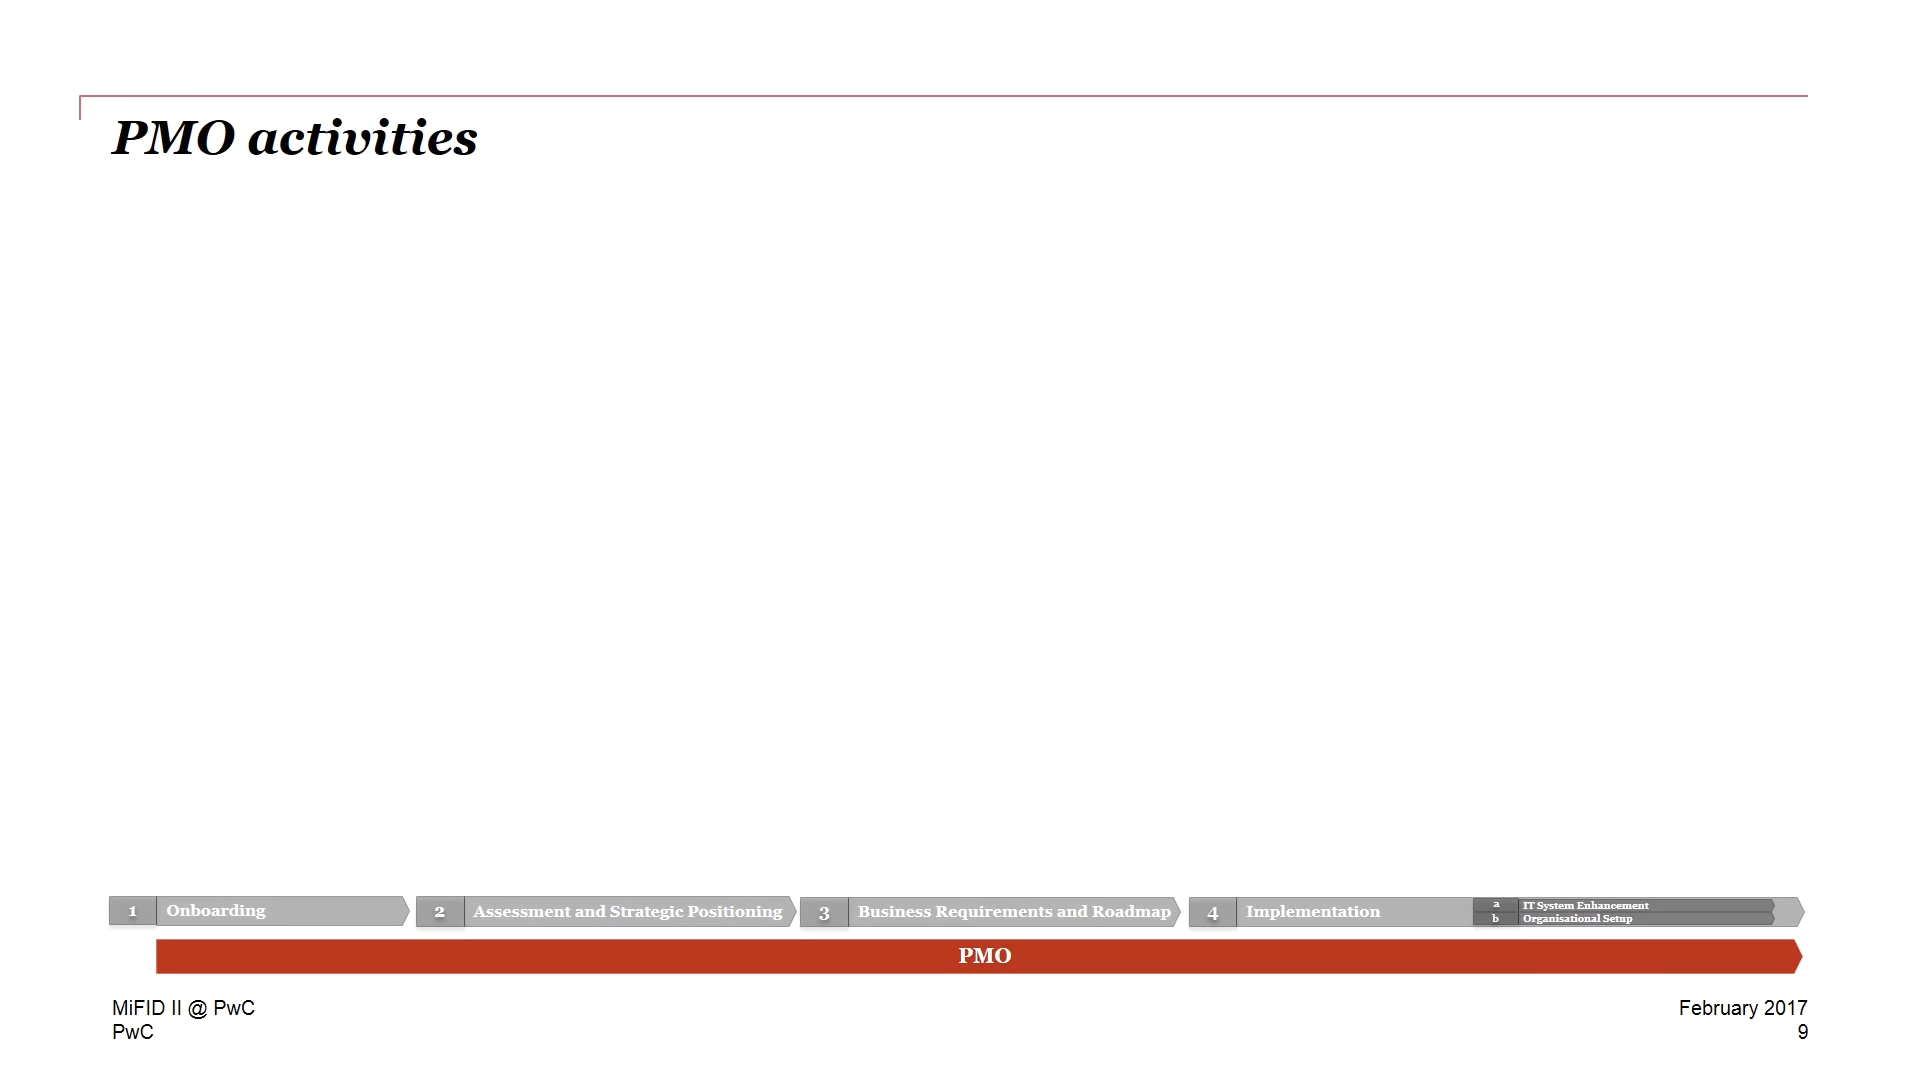 PMO activities
1 Onboarding
2 Assessment and Strategic Positioning
3 Business Requirements and Roadmap
4 Implementation
a IT System Enhancement
b Organisational Setup
PMO
MiFID II @ PwC
PwC
February 2017
9